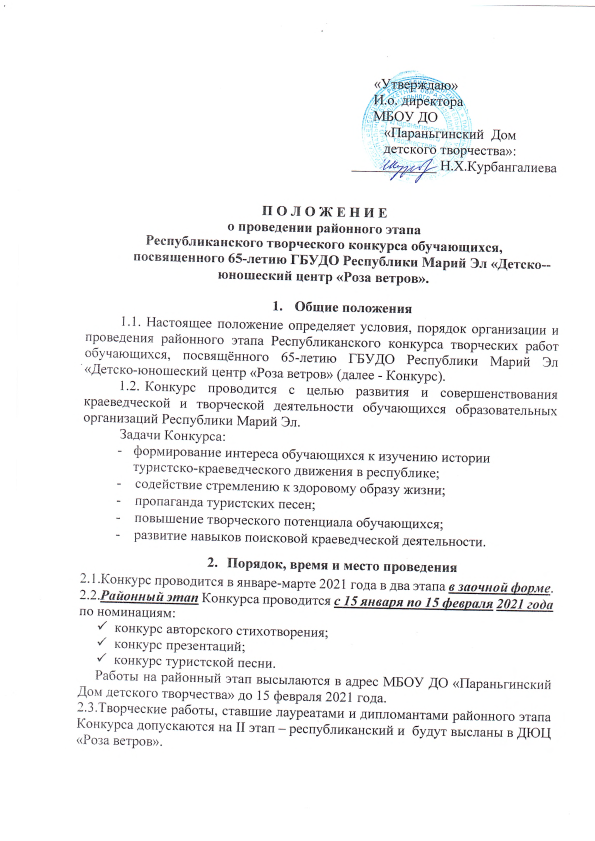 «Утверждаю»
И.о. директора
МБОУ ДО
«Параньгинский Дом
детского творчества»:
____________ Н.Х.Курбангалиева
П О Л О Ж Е Н И Е
о проведении районного этапа
Республиканского творческого конкурса обучающихся,
посвященного 65-летию ГБУДО Республики Марий Эл «Детско--
юношеский центр «Роза ветров».
1. Общие положения
1.1. Настоящее положение определяет условия, порядок организации и
проведения районного этапа Республиканского конкурса творческих работ
обучающихся, посвящённого 65-летию ГБУДО Республики Марий Эл
«Детско-юношеский центр «Роза ветров» (далее - Конкурс).
1.2. Конкурс проводится с целью развития и совершенствования
краеведческой и творческой деятельности обучающихся образовательных
организаций Республики Марий Эл.
Задачи Конкурса:
- формирование интереса обучающихся к изучению истории
туристско-краеведческого движения в республике;
- содействие стремлению к здоровому образу жизни;
- пропаганда туристских песен;
- повышение творческого потенциала обучающихся;
- развитие навыков поисковой краеведческой деятельности.
2. Порядок, время и место проведения
2.1.Конкурс проводится в январе-марте 2021 года в два этапа в заочной форме.
2.2.Районный этап Конкурса проводится с 15 января по 15 февраля 2021 года
по номинациям:
✓ конкурс авторского стихотворения;
✓ конкурс презентаций;
✓ конкурс туристской песни.
Работы на районный этап высылаются в адрес МБОУ ДО «Параньгинский
Дом детского творчества» до 15 февраля 2021 года.
2.3.Творческие работы, ставшие лауреатами и дипломантами районного этапа
Конкурса допускаются на II этап – республиканский и будут высланы в ДЮЦ
«Роза ветров».